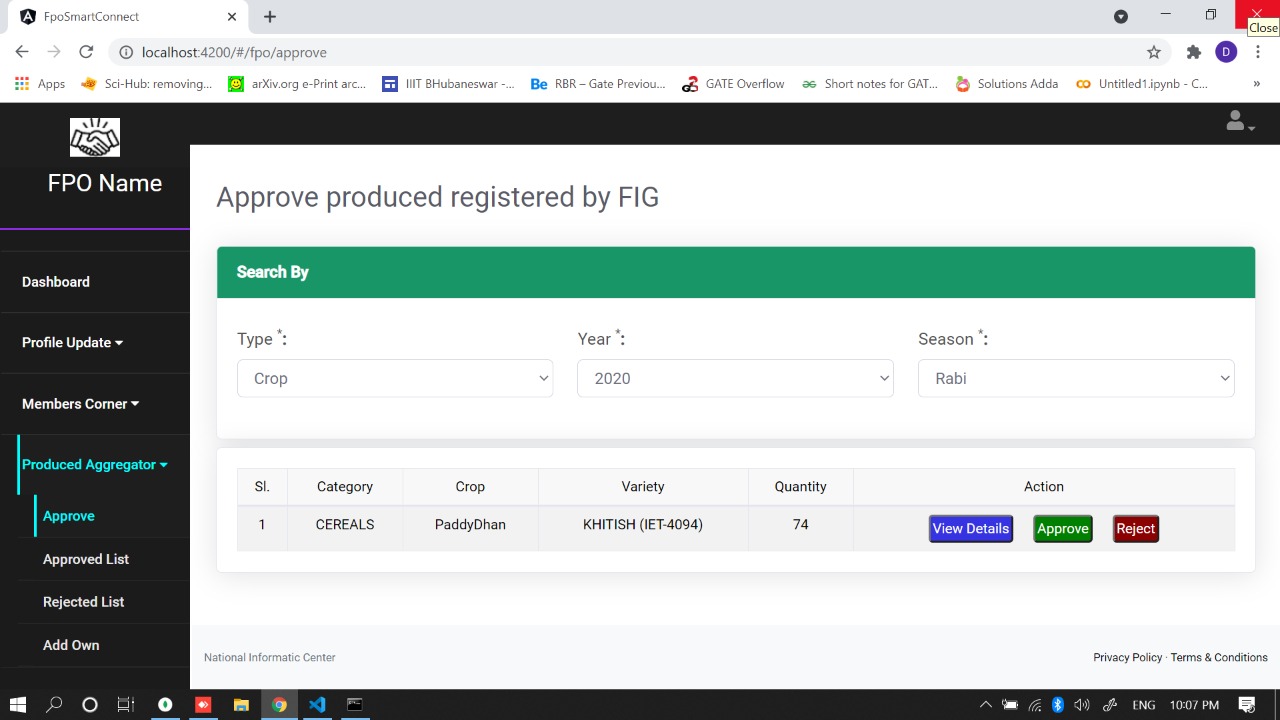 FpoSmartConnect
Close
localhost:4200/#/fpo/approve
D
Apps
Sci-Hub: removing...
arXiv.org e-Print arc...
IIIT BHubaneswar -...
Be RBR – Gate Previou...
GATE Overflow
Short notes for GAT...
Solutions Adda
Untitled1.ipynb - C...
»
FPO Name
Dashboard
Profile Update
Members Corner
Produced Aggregator
Approve
Approved List
Rejected List
Add Own
Approve produced registered by FIG
Search By
Type *: Year *: Season *:
Crop 2020 Rabi
Sl. Category Crop Variety Quantity Action
1 CEREALS PaddyDhan KHITISH (IET-4094) 74 View Details Approve Reject
National Informatic Center Privacy Policy · Terms & Conditions
ENG 10:07 PM